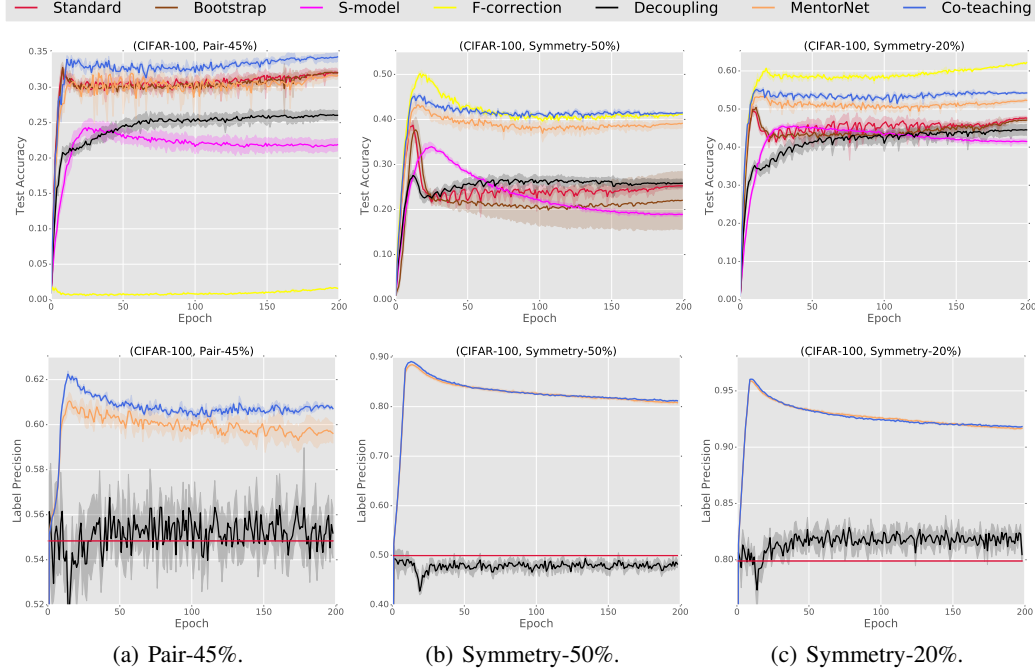 Standard Bootstrap S-model F-correction Decoupling MentorNet Co-teaching
(CIFAR-100, Pair-45%)
0.35
0.30
0.25
0.20
0.15
0.10
0.05
0.00
Test Accuracy
0 50 100 150 200
Epoch
(CIFAR-100, Symmetry-50%)
0.50
0.40
0.30
0.20
0.10
0.00
Test Accuracy
0 50 100 150 200
Epoch
(CIFAR-100, Symmetry-20%)
0.60
0.50
0.40
0.30
0.20
0.10
0.00
Test Accuracy
0 50 100 150 200
Epoch
(CIFAR-100, Pair-45%)
0.62
0.60
0.58
0.56
0.54
0.52
Label Precision
0 50 100 150 200
Epoch
(CIFAR-100, Symmetry-50%)
0.90
0.80
0.70
0.60
0.50
0.40
Label Precision
0 50 100 150 200
Epoch
(CIFAR-100, Symmetry-20%)
0.95
0.90
0.85
0.80
Label Precision
0 50 100 150 200
Epoch
(a) Pair-45%.
(b) Symmetry-50%.
(c) Symmetry-20%.